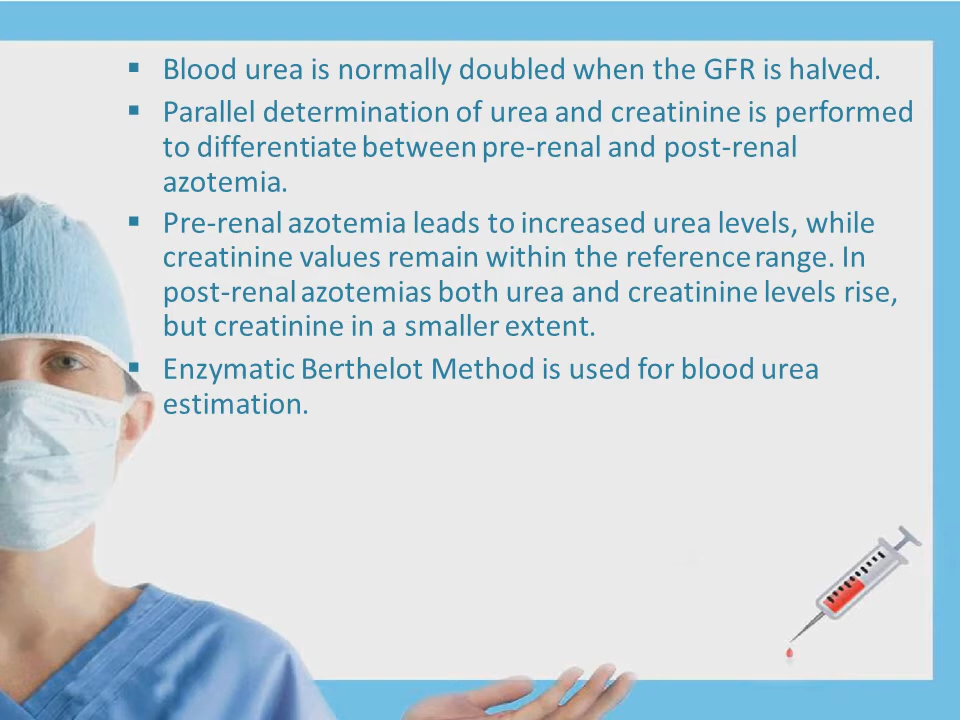 ▪ Blood urea is normally doubled when the GFR is halved.
▪ Parallel determination of urea and creatinine is performed
to differentiate between pre-renal and post-renal
azotemia.
▪ Pre-renal azotemia leads to increased urea levels, while
creatinine values remain within the reference range. In
post-renal azotemias both urea and creatinine levels rise,
but creatinine in a smaller extent.
▪ Enzymatic Berthelot Method is used for blood urea
estimation.